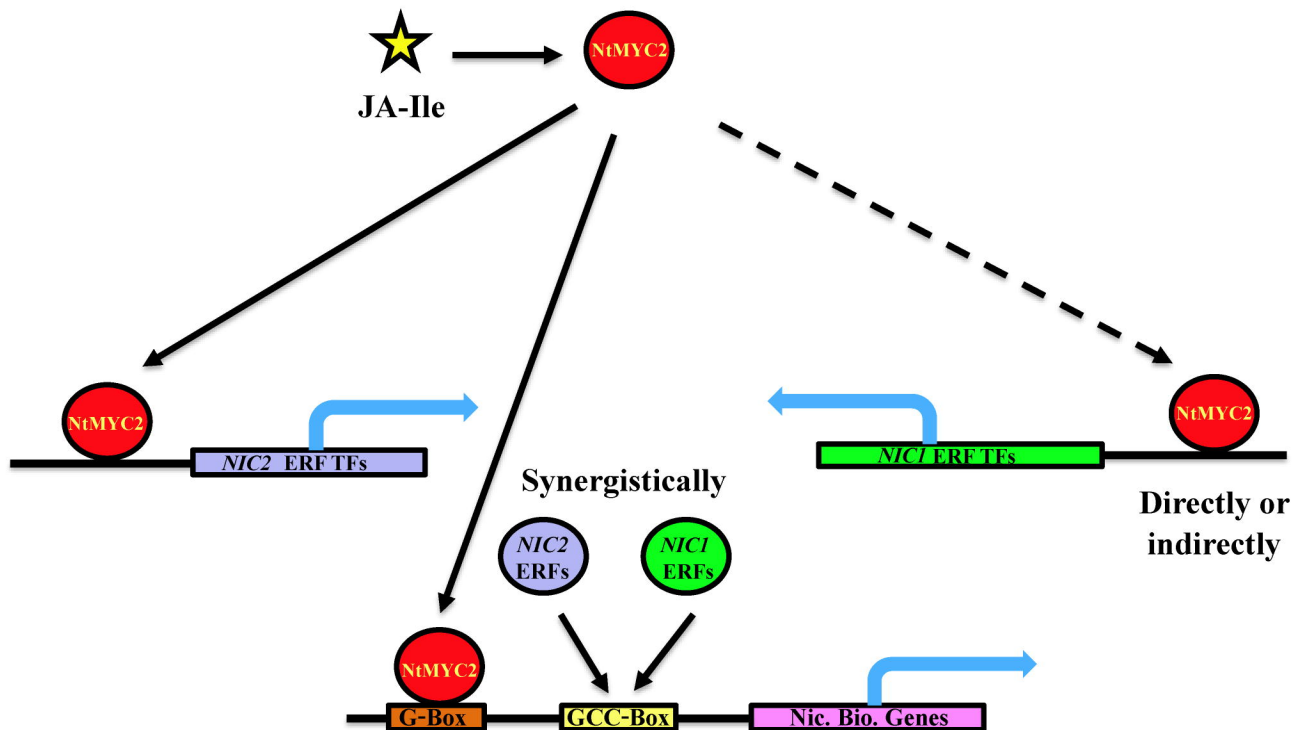 NtMYC2
JA-Ile
NtMYC2
NtMYC2
NIC2 ERF TFs
NIC1 ERF TFs
Synergistically
Directly or
indirectly
NIC2
ERFs
NIC1
ERFs
NtMYC2
G-Box
GCC-Box
Nic. Bio. Genes